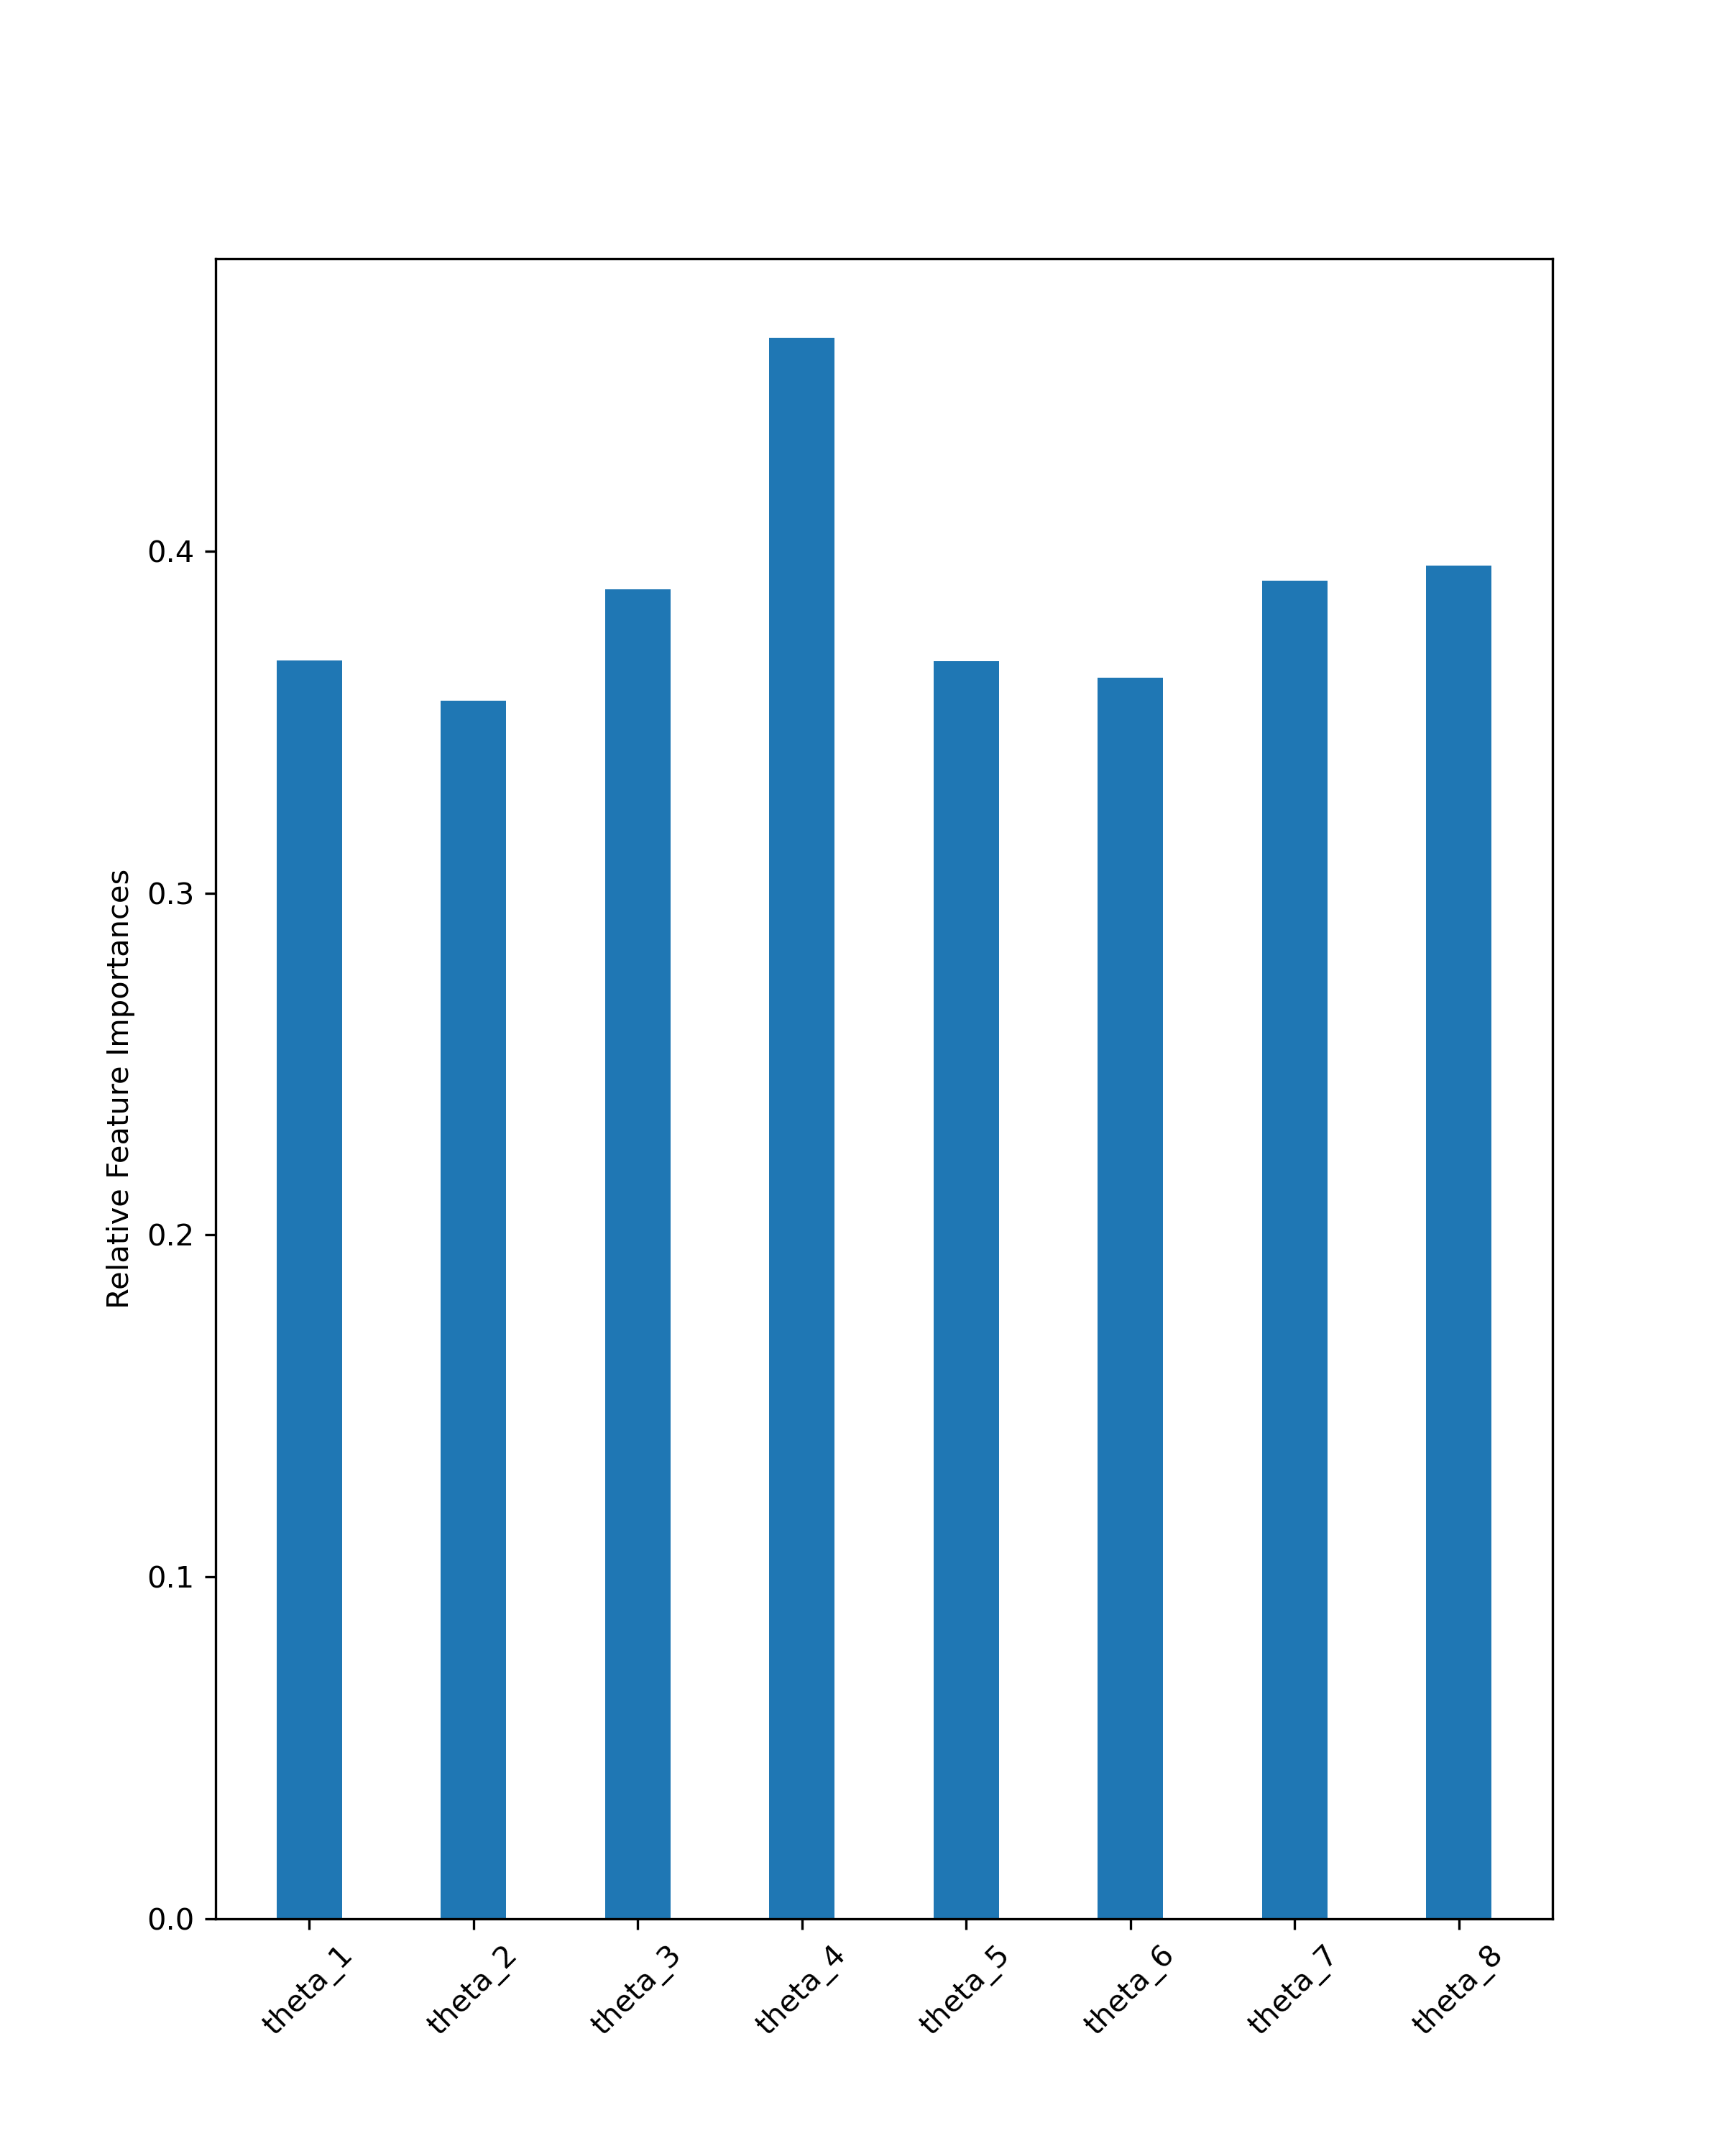 Relative Feature Importances
0.4
0.3
0.2
0.1
0.0
theta_1
theta_2
theta_3
theta_4
theta_5
theta_6
theta_7
theta_8